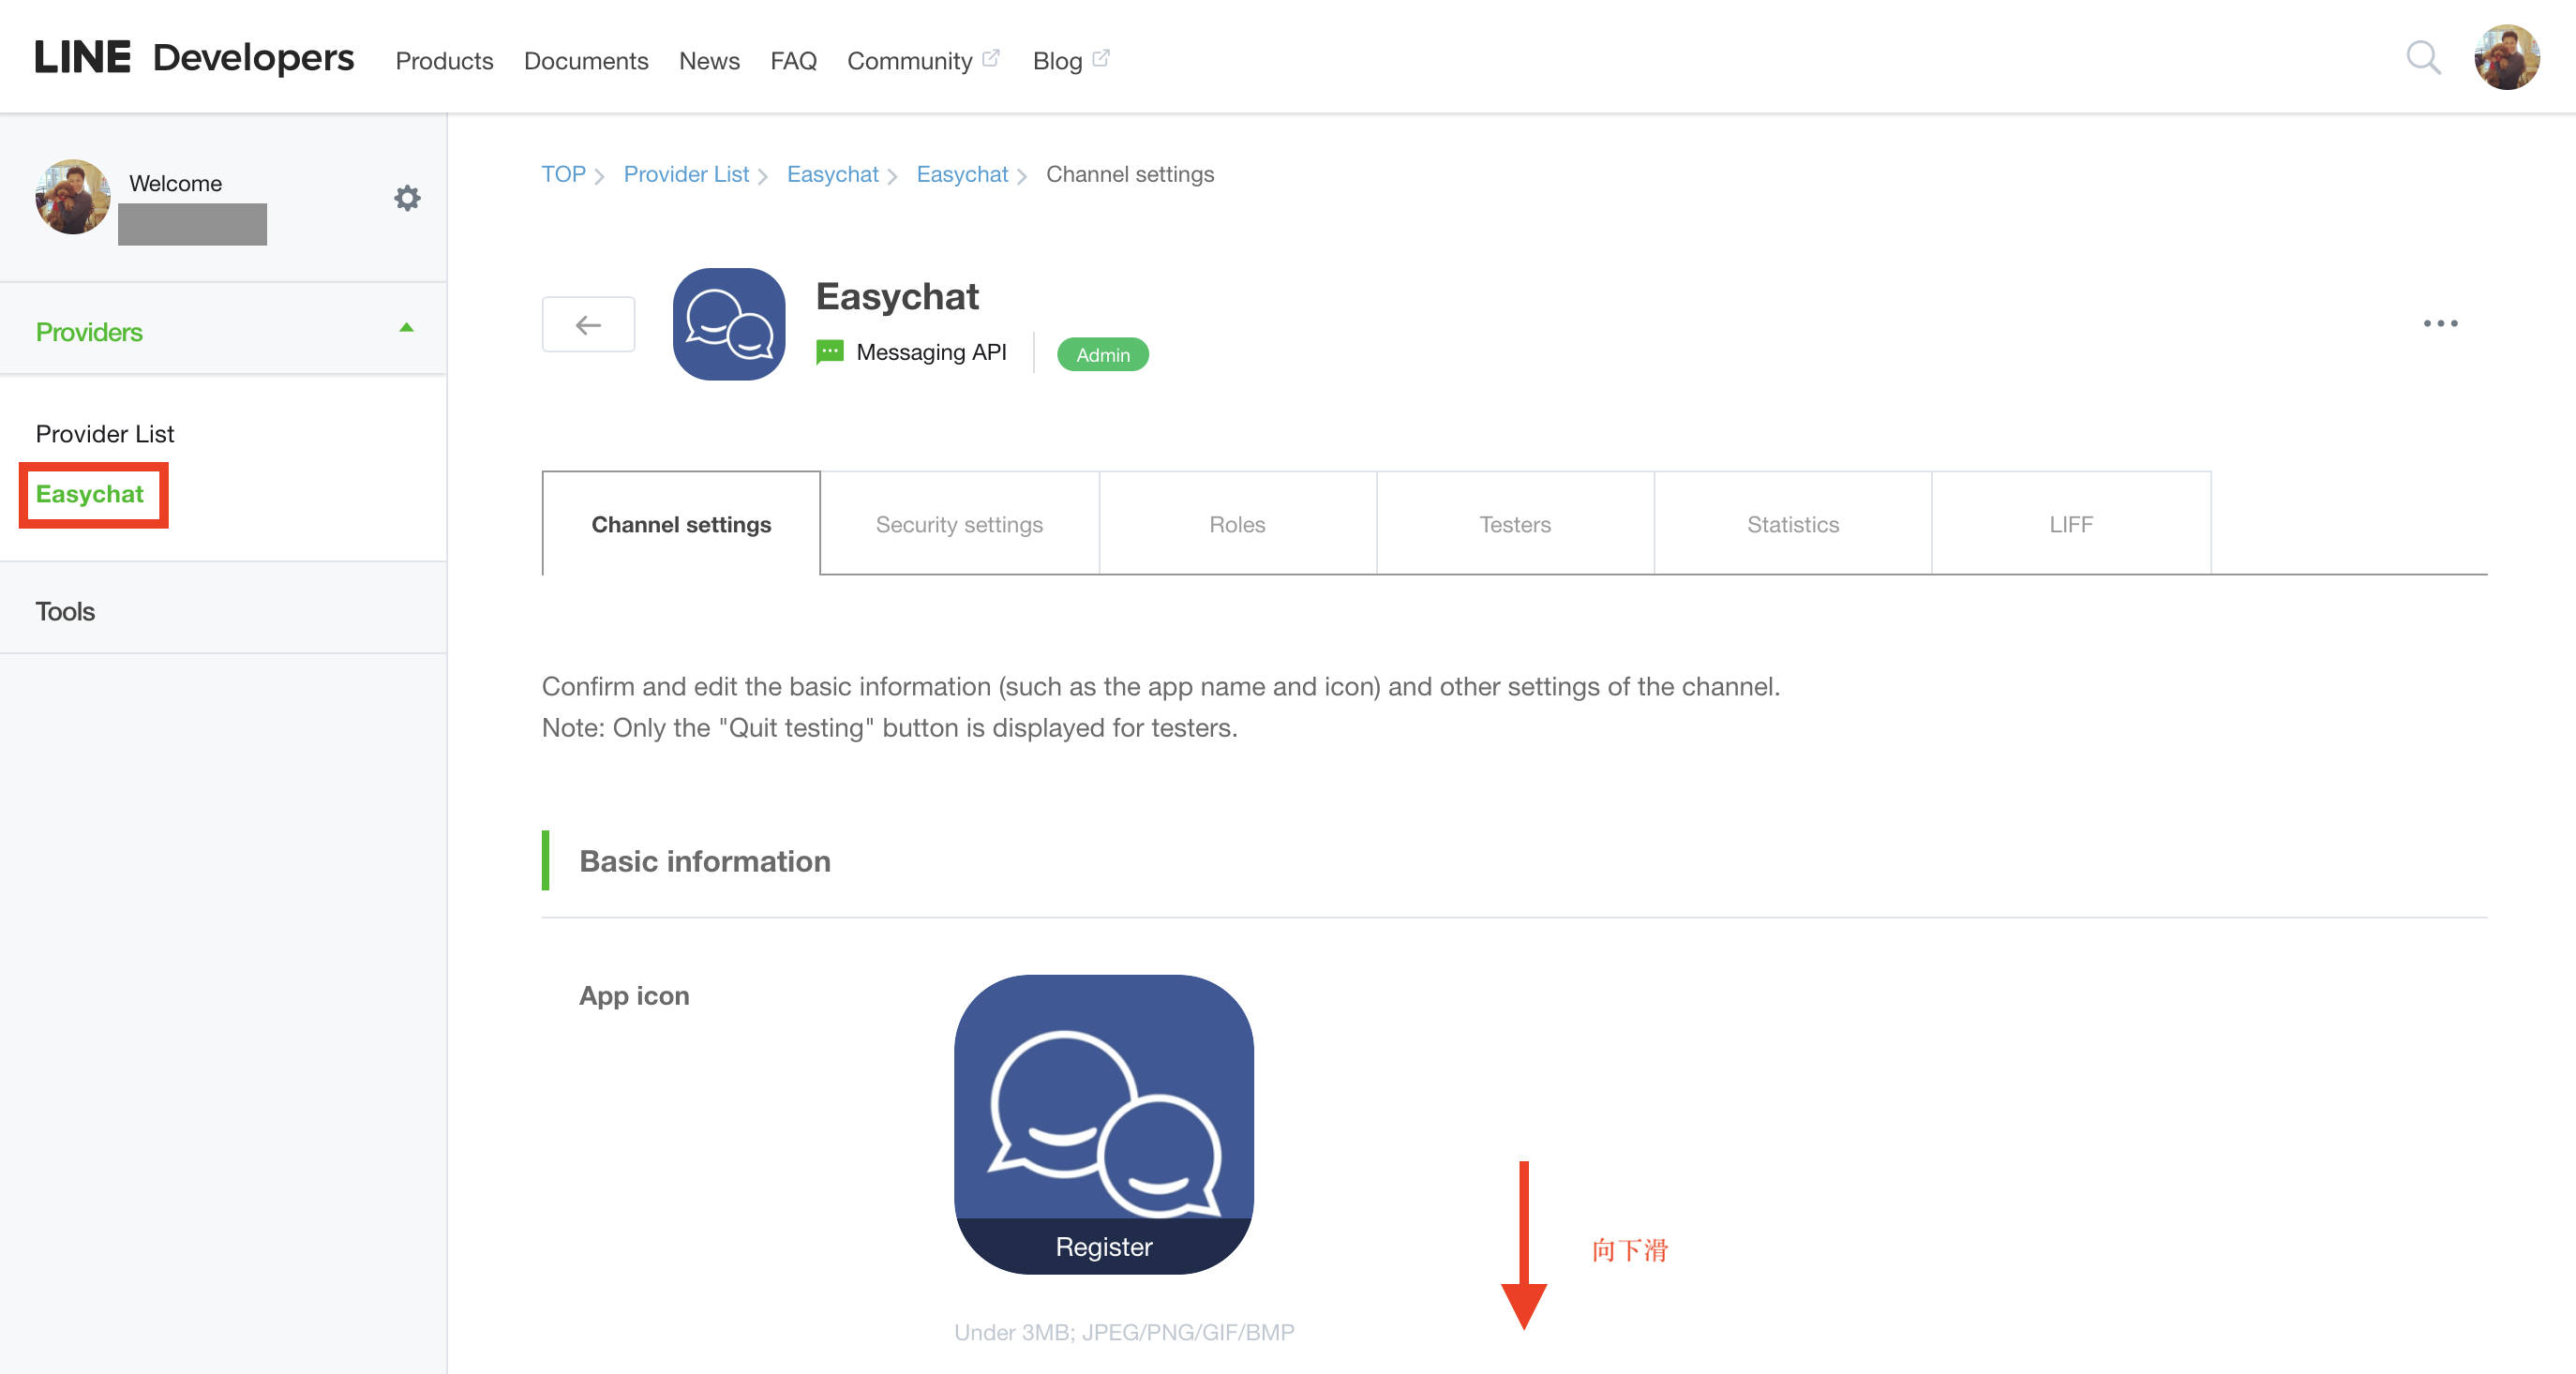 LINE Developers Products Documents News FAQ Community Blog
Welcome
Providers
Provider List
Easychat
Tools
TOP Provider List Easychat Easychat Channel settings
Easychat
Messaging API Admin
Channel settings Security settings Roles Testers Statistics LIFF
Confirm and edit the basic information (such as the app name and icon) and other settings of the channel.
Note: Only the "Quit testing" button is displayed for testers.
Basic information
App icon
Register
向下滑
Under 3MB; JPEG/PNG/GIF/BMP